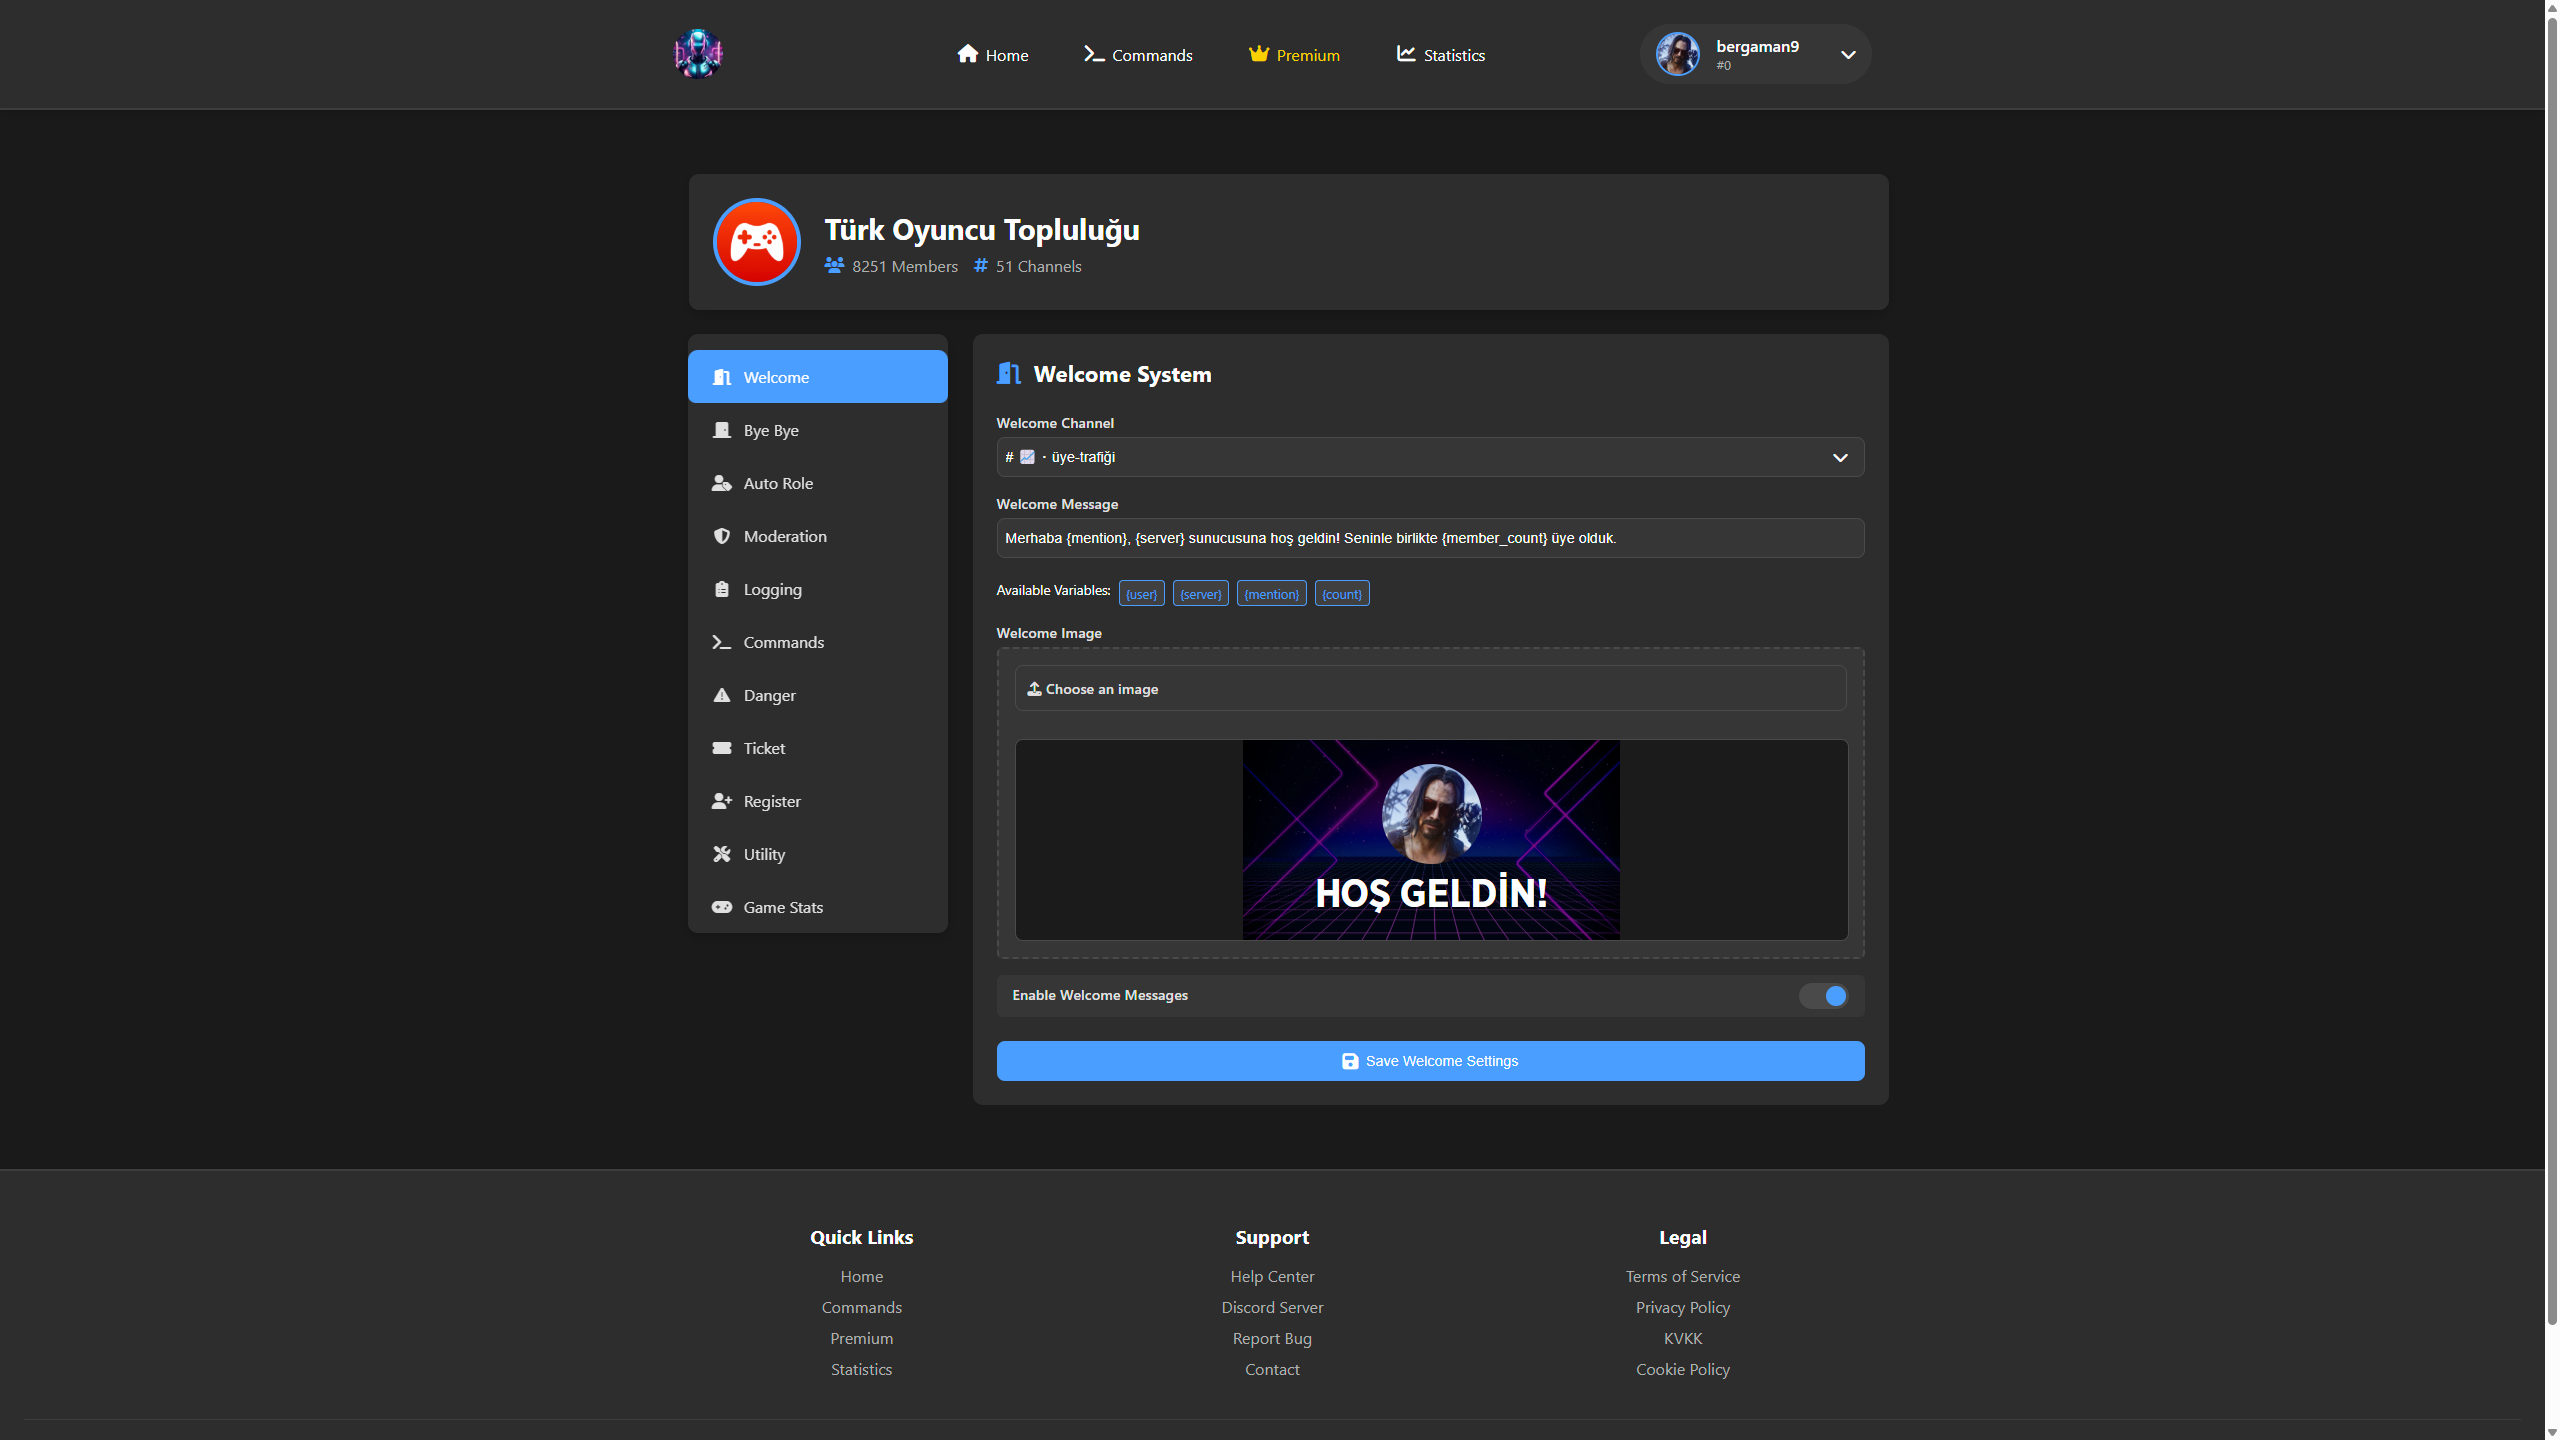 Home
Commands
Premium
Statistics
bergaman9
#0
Türk Oyuncu Topluluğu
8251 Members
# 51 Channels
Welcome
Bye Bye
Auto Role
Moderation
Logging
Commands
Danger
Ticket
Register
Utility
Game Stats
Welcome System
Welcome Channel
# 📈・üye-trafiği
Welcome Message
Merhaba {mention}, {server} sunucusuna hoş geldin! Seninle birlikte {member_count} üye olduk.
Available Variables: {user} {server} {mention} {count}
Welcome Image
Choose an image
HOŞ GELDİN!
Enable Welcome Messages
Save Welcome Settings
Quick Links
Home
Commands
Premium
Statistics
Support
Help Center
Discord Server
Report Bug
Contact
Legal
Terms of Service
Privacy Policy
KVKK
Cookie Policy